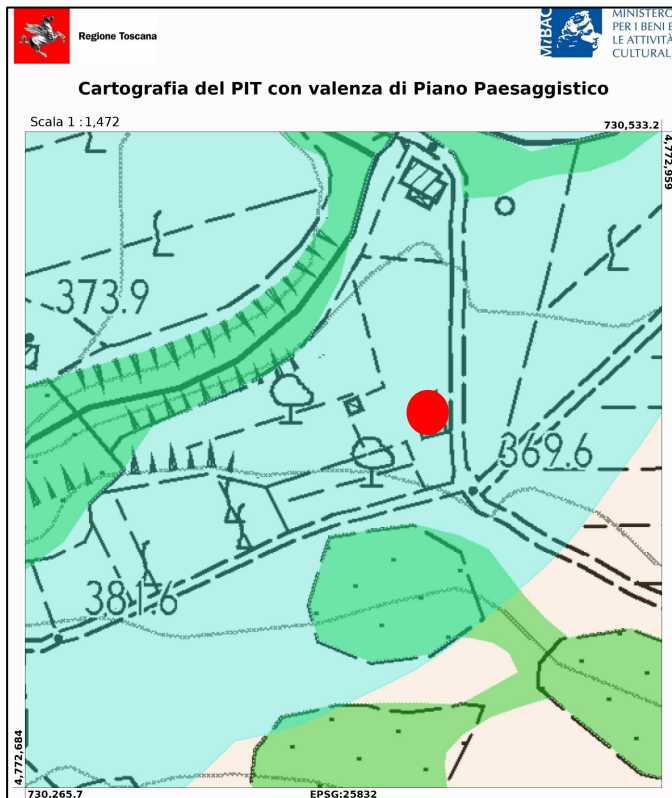 Regione Toscana
MiBAC
MINISTERO
PER I BENI E
LE ATTIVITÀ
CULTURALI
Cartografia del PIT con valenza di Piano Paesaggistico
Scala 1 : 1,472
730,533.2
4,772,959
373.9
369.6
381.6
4,772,684
730,265.7
EPSG:25832